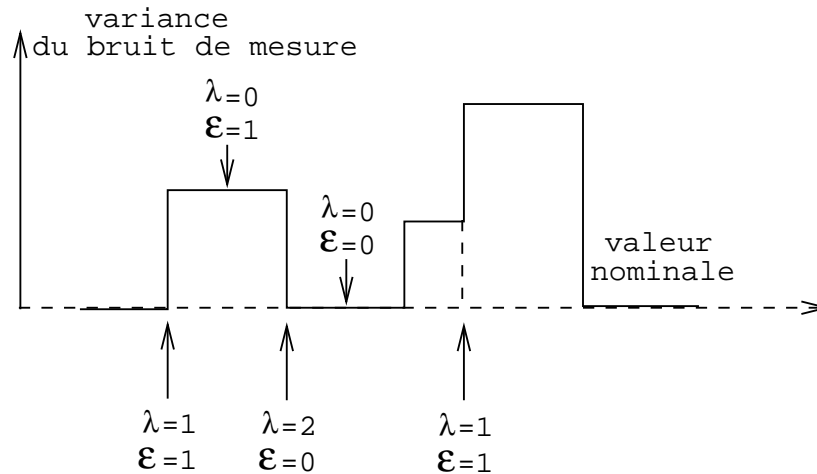 variance
du bruit de mesure
λ=0
ε=1
λ=0
ε=0
valeur
nominale
λ=1
ε=1
λ=2
ε=0
λ=1
ε=1